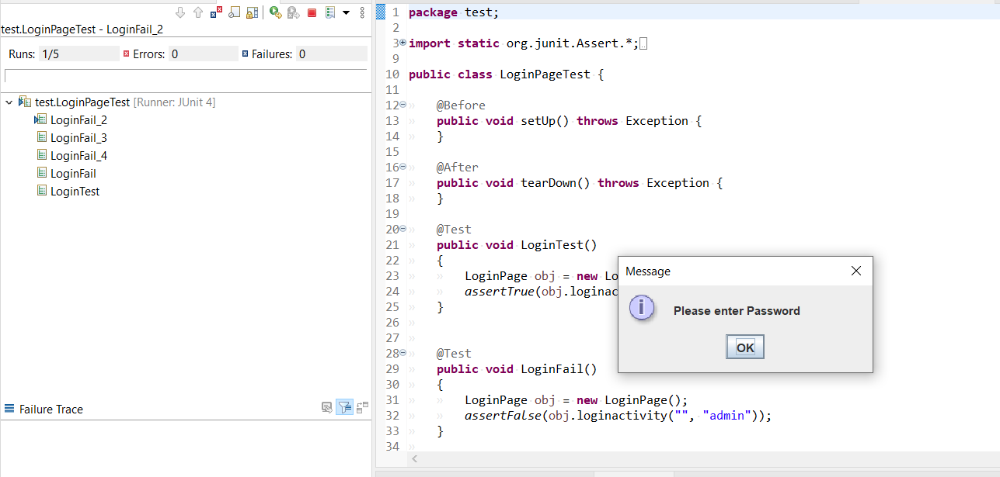 test.LoginPageTest - LoginFail_2
Runs: 1/5 Errors: 0 Failures: 0
test.LoginPageTest [Runner: JUnit 4]
LoginFail_2
LoginFail_3
LoginFail_4
LoginFail
LoginTest
Failure Trace
1 package test;
2
3 import static org.junit.Assert.*;
9
10 public class LoginPageTest {
11
12 @Before
13 public void setUp() throws Exception {
14 }
15
16 @After
17 public void tearDown() throws Exception {
18 }
19
20 @Test
21 public void LoginTest()
22 {
23 LoginPage obj = new Lo
24 assertTrue(obj.loginac
25 }
26
27
28 @Test
29 public void LoginFail()
30 {
31 LoginPage obj = new LoginPage();
32 assertFalse(obj.loginactivity("", "admin"));
33 }
34
Message
Please enter Password
OK